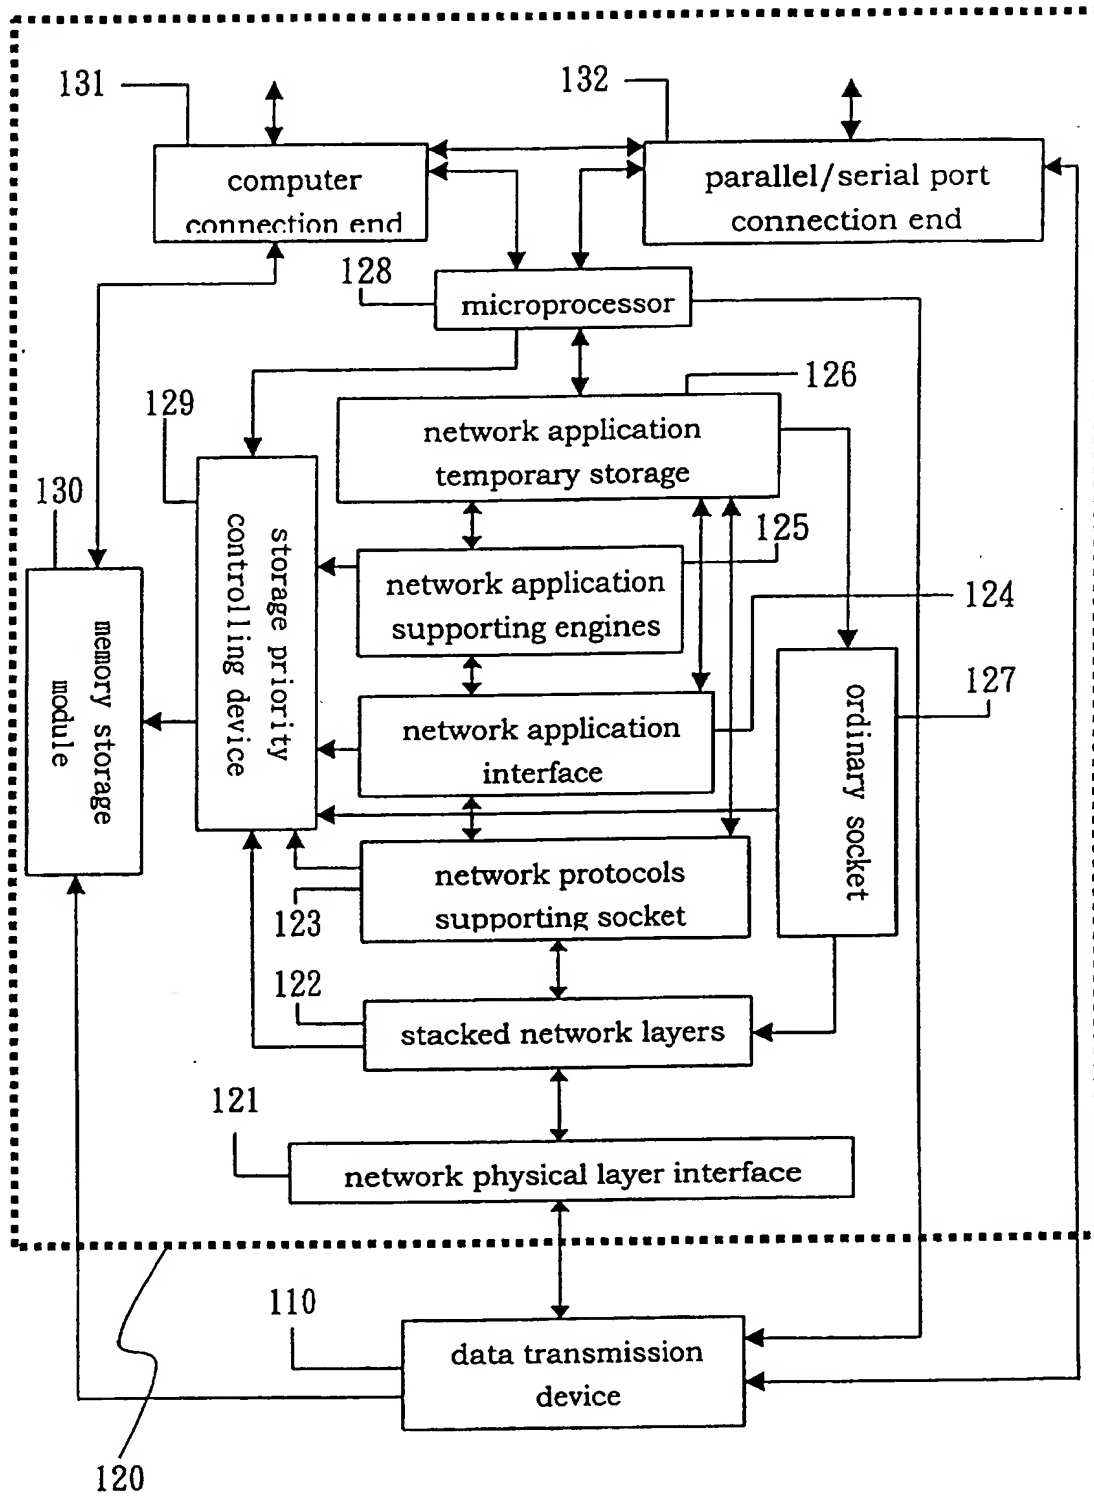 131
132
computer
connection end
parallel/serial port
connection end
128
microprocessor
126
129
network application
temporary storage
130
125
storage priority
controlling device
network application
supporting engines
124
memory storage
module
127
network application
interface
ordinary socket
network protocols
supporting socket
123
122
stacked network layers
121
network physical layer interface
110
data transmission
device
120